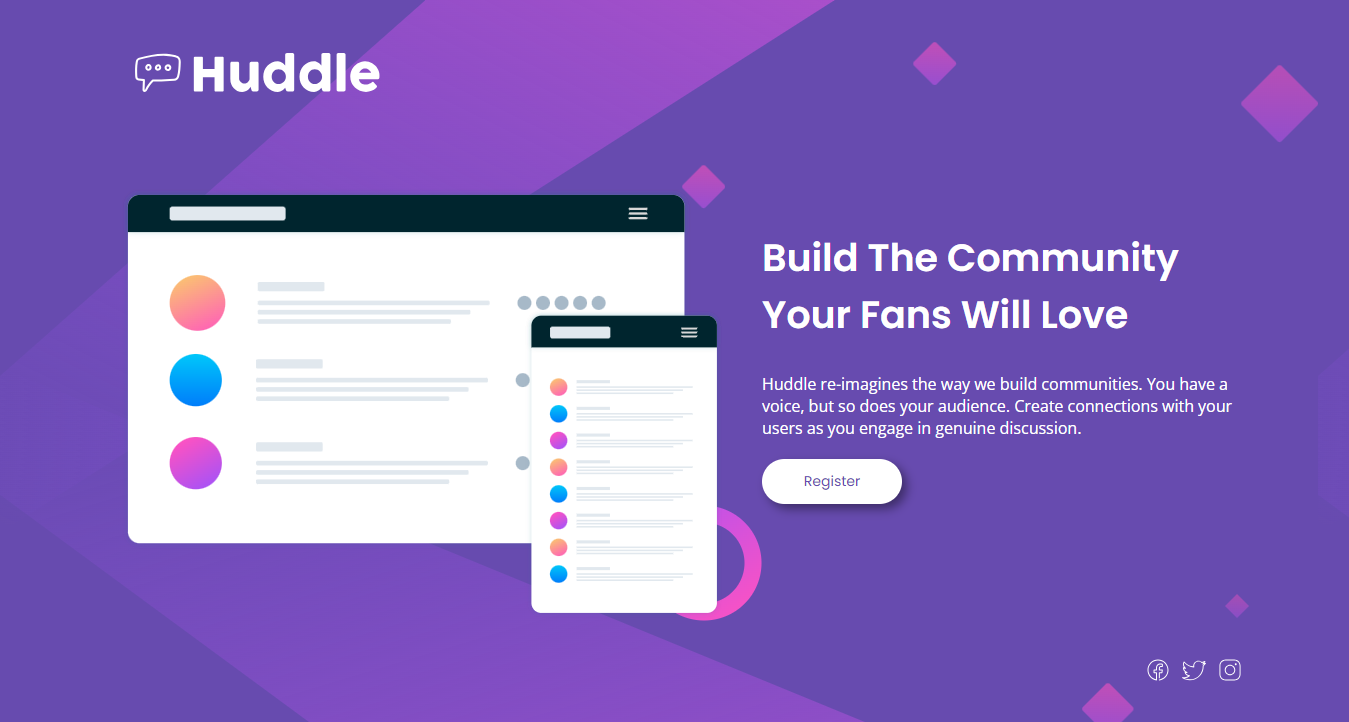 Huddle
Build The Community
Your Fans Will Love
Huddle re-imagines the way we build communities. You have a
voice, but so does your audience. Create connections with your
users as you engage in genuine discussion.
Register